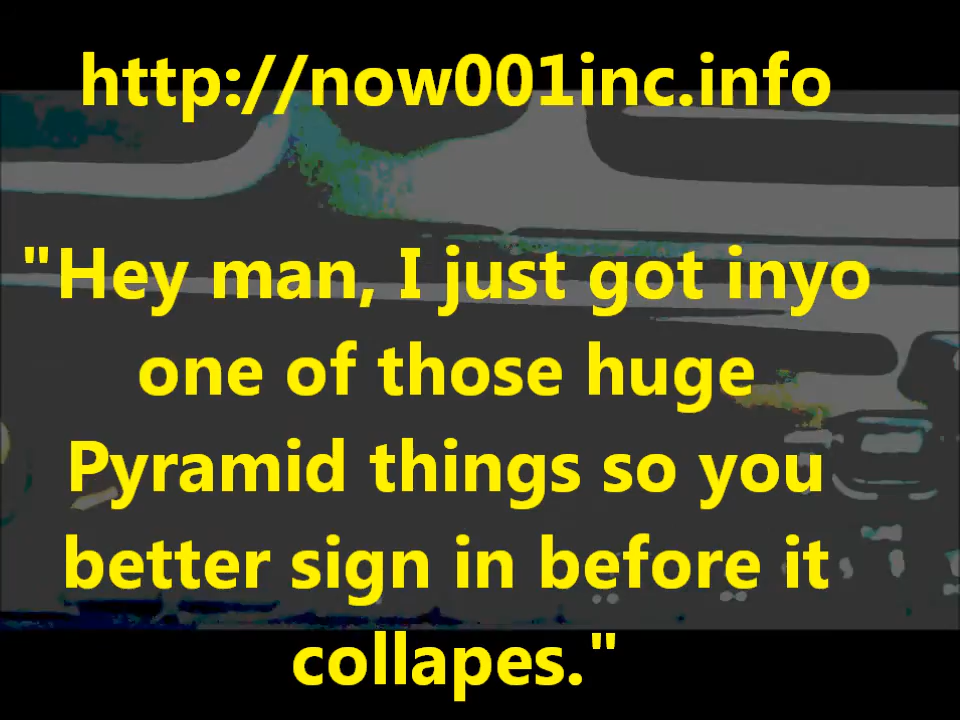 http://now001inc.info
"Hey man, I just got inyo
one of those huge
Pyramid things so you
better sign in before it
collapes."